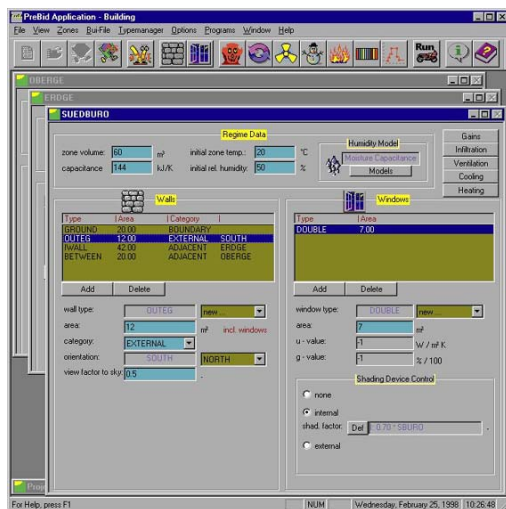 PreBid Application - Building
File View Zones Bui-File Typemanager Options Programs Window Help
Run
OBERGE
ERDGE
SUEDBURO
Regime Data
zone volume: 60 m³ initial zone temp.: 20 °C
capacitance 144 kJ/K initial rel. humidity: 50 %
Humidity Model
Moisture Capacitance
Models
Gains
Infiltration
Ventilation
Cooling
Heating
Walls
Type Area Category
GROUND 20.00 BOUNDARY
OUTEG 12.00 EXTERNAL SOUTH
IWALL 42.00 ADJACENT ERDGE
BETWEEN 20.00 ADJACENT OBERGE
Add Delete
wall type: OUTEG new ...
area: 12 m² incl. windows
category: EXTERNAL
orientation: SOUTH NORTH
view factor to sky: 0.5
Windows
Type Area
DOUBLE 7.00
Add Delete
window type: DOUBLE new ...
area: 7 m²
u - value: -1 W / m² K
g - value: -1 % / 100
Shading Device Control
none
internal
shad. factor: Del 0.70 * SBURO
external
For Help, press F1 NUM Wednesday, February 25, 1998 10:26:48